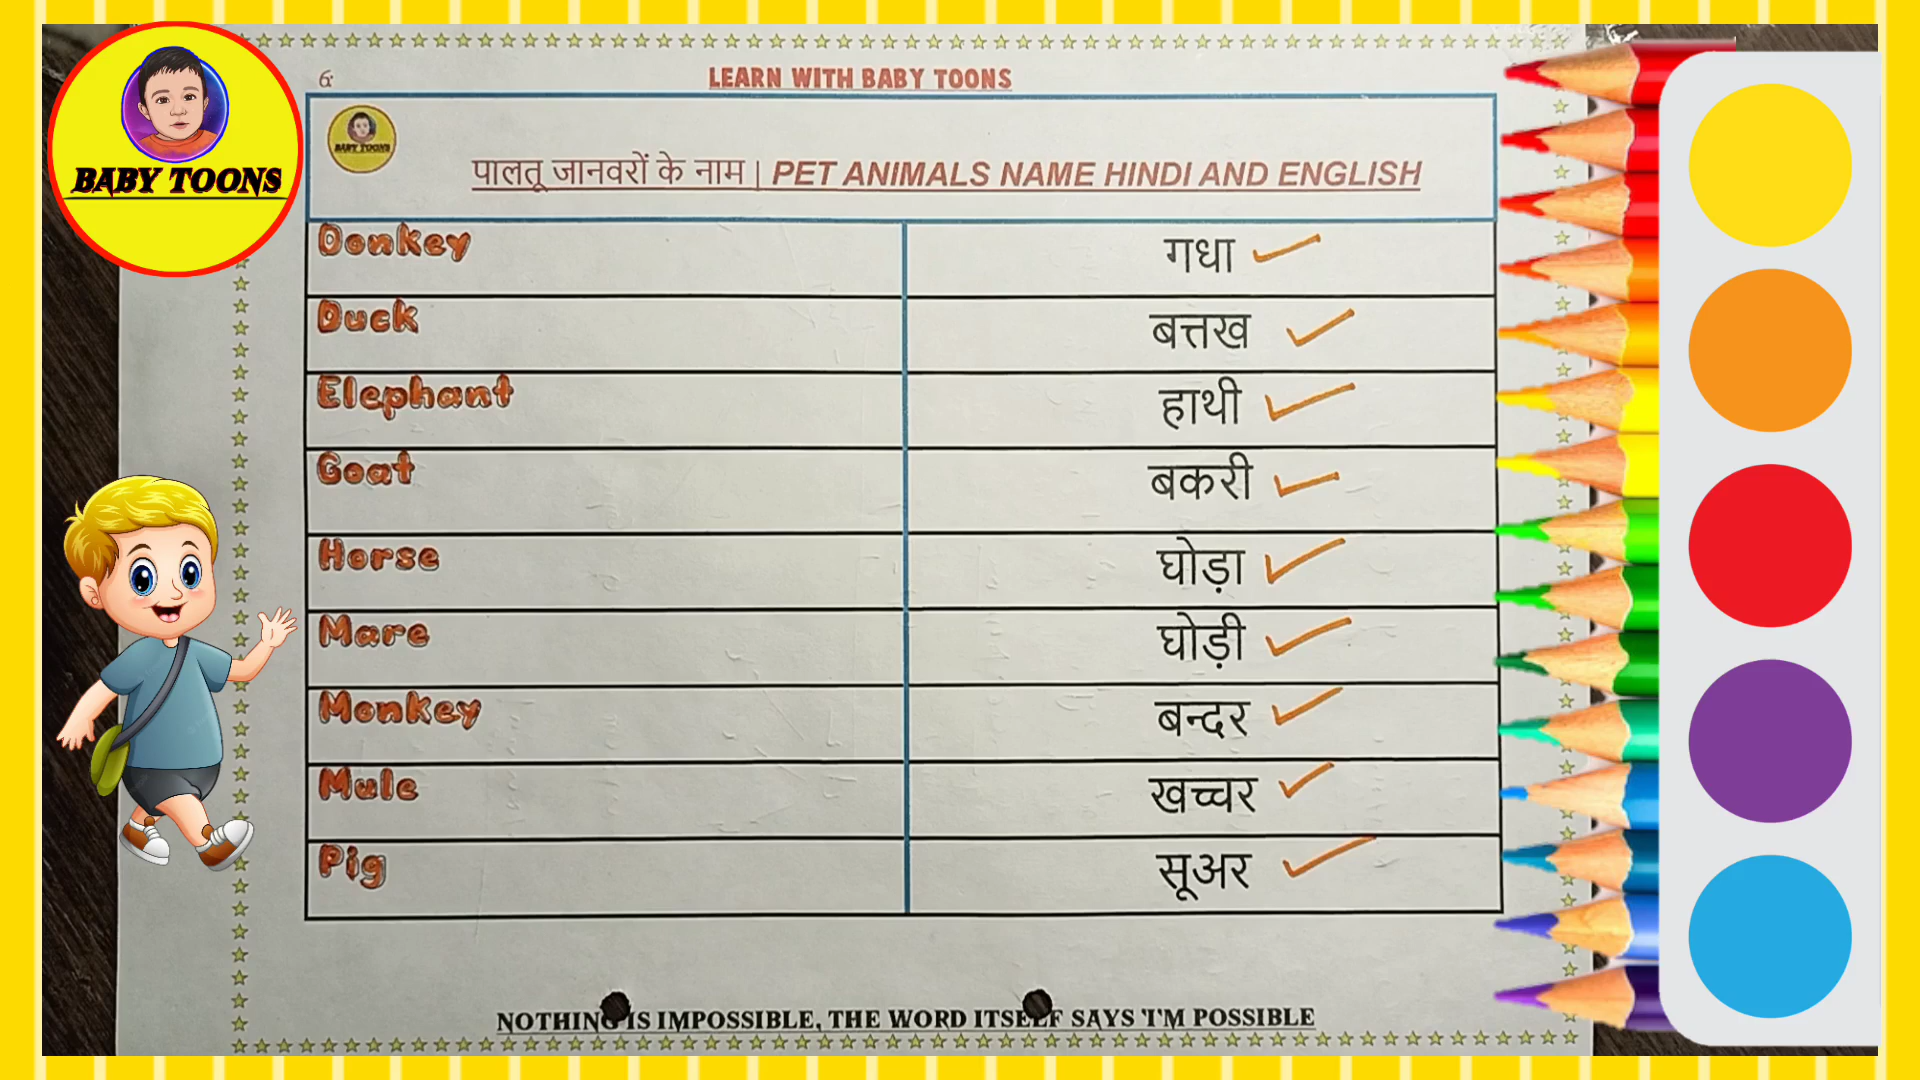 BABY TOONS
6.
LEARN WITH BABY TOONS
BABY TOONS
पालतू जानवरों के नाम | PET ANIMALS NAME HINDI AND ENGLISH
Donkey गधा
Duck बत्तख
Elephant हाथी
Goat बकरी
Horse घोड़ा
Mare घोड़ी
Monkey बन्दर
Mule खच्चर
Pig सूअर
NOTHING IS IMPOSSIBLE, THE WORD ITSELF SAYS 'I'M POSSIBLE